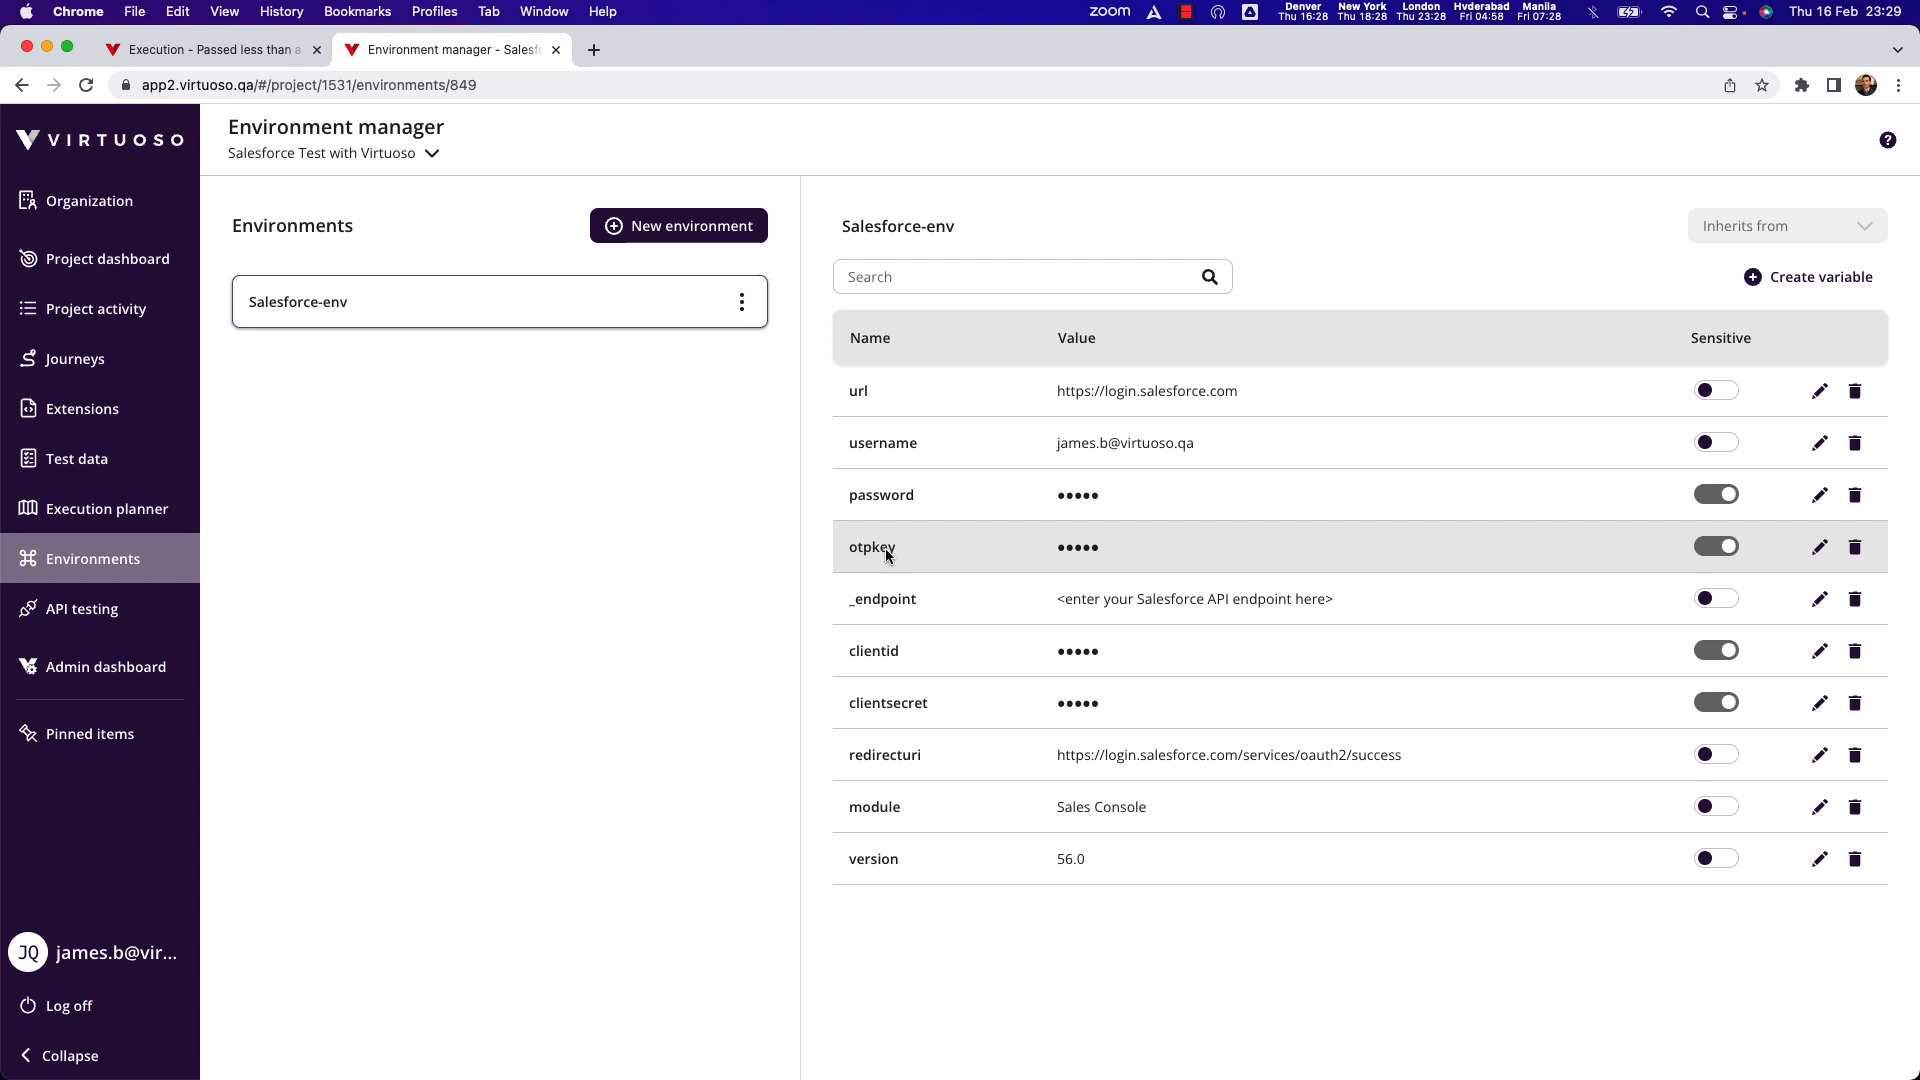 Chrome File Edit View History Bookmarks Profiles Tab Window Help
zoom Denver Thu 16:28 New York Thu 18:28 London Thu 23:28 Hyderabad Fri 04:58 Manila Fri 07:28 Thu 16 Feb 23:29
Execution - Passed less than a
Environment manager - Salesfo
app2.virtuoso.qa/#/project/1531/environments/849
VIRTUOSO
Organization
Project dashboard
Project activity
Journeys
Extensions
Test data
Execution planner
Environments
API testing
Admin dashboard
Pinned items
JQ james.b@vir...
Log off
Collapse
Environment manager
Salesforce Test with Virtuoso
?
Environments
New environment
Salesforce-env
Salesforce-env
Inherits from
Search
Create variable
Name Value Sensitive
url https://login.salesforce.com
username james.b@virtuoso.qa
password •••••
otpkey •••••
_endpoint <enter your Salesforce API endpoint here>
clientid •••••
clientsecret •••••
redirecturi https://login.salesforce.com/services/oauth2/success
module Sales Console
version 56.0